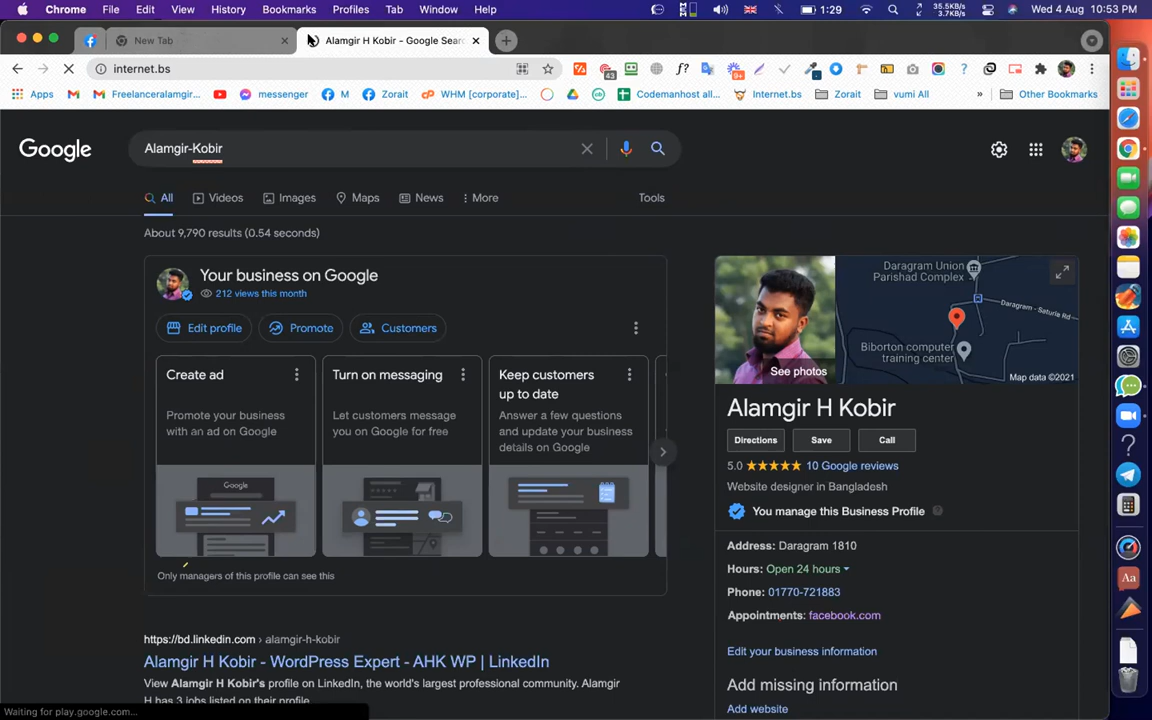 Chrome File Edit View History Bookmarks Profiles Tab Window Help 1:29 35.5KB/s 3.7KB/s Wed 4 Aug 10:53 PM
New Tab Alamgir H Kobir - Google Sear
internet.bs 43 f?
Apps Freelanceralamgir... messenger M Zorait WHM [corporate]... Codemanhost all... Internet.bs Zorait vumi All » Other Bookmarks
Google Alamgir-Kobir
All Videos Images Maps News More Tools
About 9,790 results (0.54 seconds)
Your business on Google
212 views this month
Edit profile Promote Customers
Create ad
Promote your business
with an ad on Google
Google
Turn on messaging
Let customers message
you on Google for free
Keep customers
up to date
Answer a few questions
and update your business
details on Google
Only managers of this profile can see this
https://bd.linkedin.com › alamgir-h-kobir
Alamgir H Kobir - WordPress Expert - AHK WP | LinkedIn
View Alamgir H Kobir's profile on LinkedIn, the world's largest professional community. Alamgir
H has 3 jobs listed on their profile.
Waiting for play.google.com...
See photos
Daragram Union
Parishad Complex
Daragram - Saturia Rd
Biborton computer
training center
Map data ©2021
Alamgir H Kobir
Directions Save Call
5.0 10 Google reviews
Website designer in Bangladesh
You manage this Business Profile
Address: Daragram 1810
Hours: Open 24 hours
Phone: 01770-721883
Appointments: facebook.com
Edit your business information
Add missing information
Add website
Aa